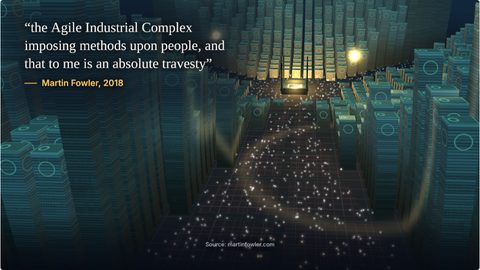 “the Agile Industrial Complex
imposing methods upon people, and
that to me is an absolute travesty”
— Martin Fowler, 2018
Source: martinfowler.com